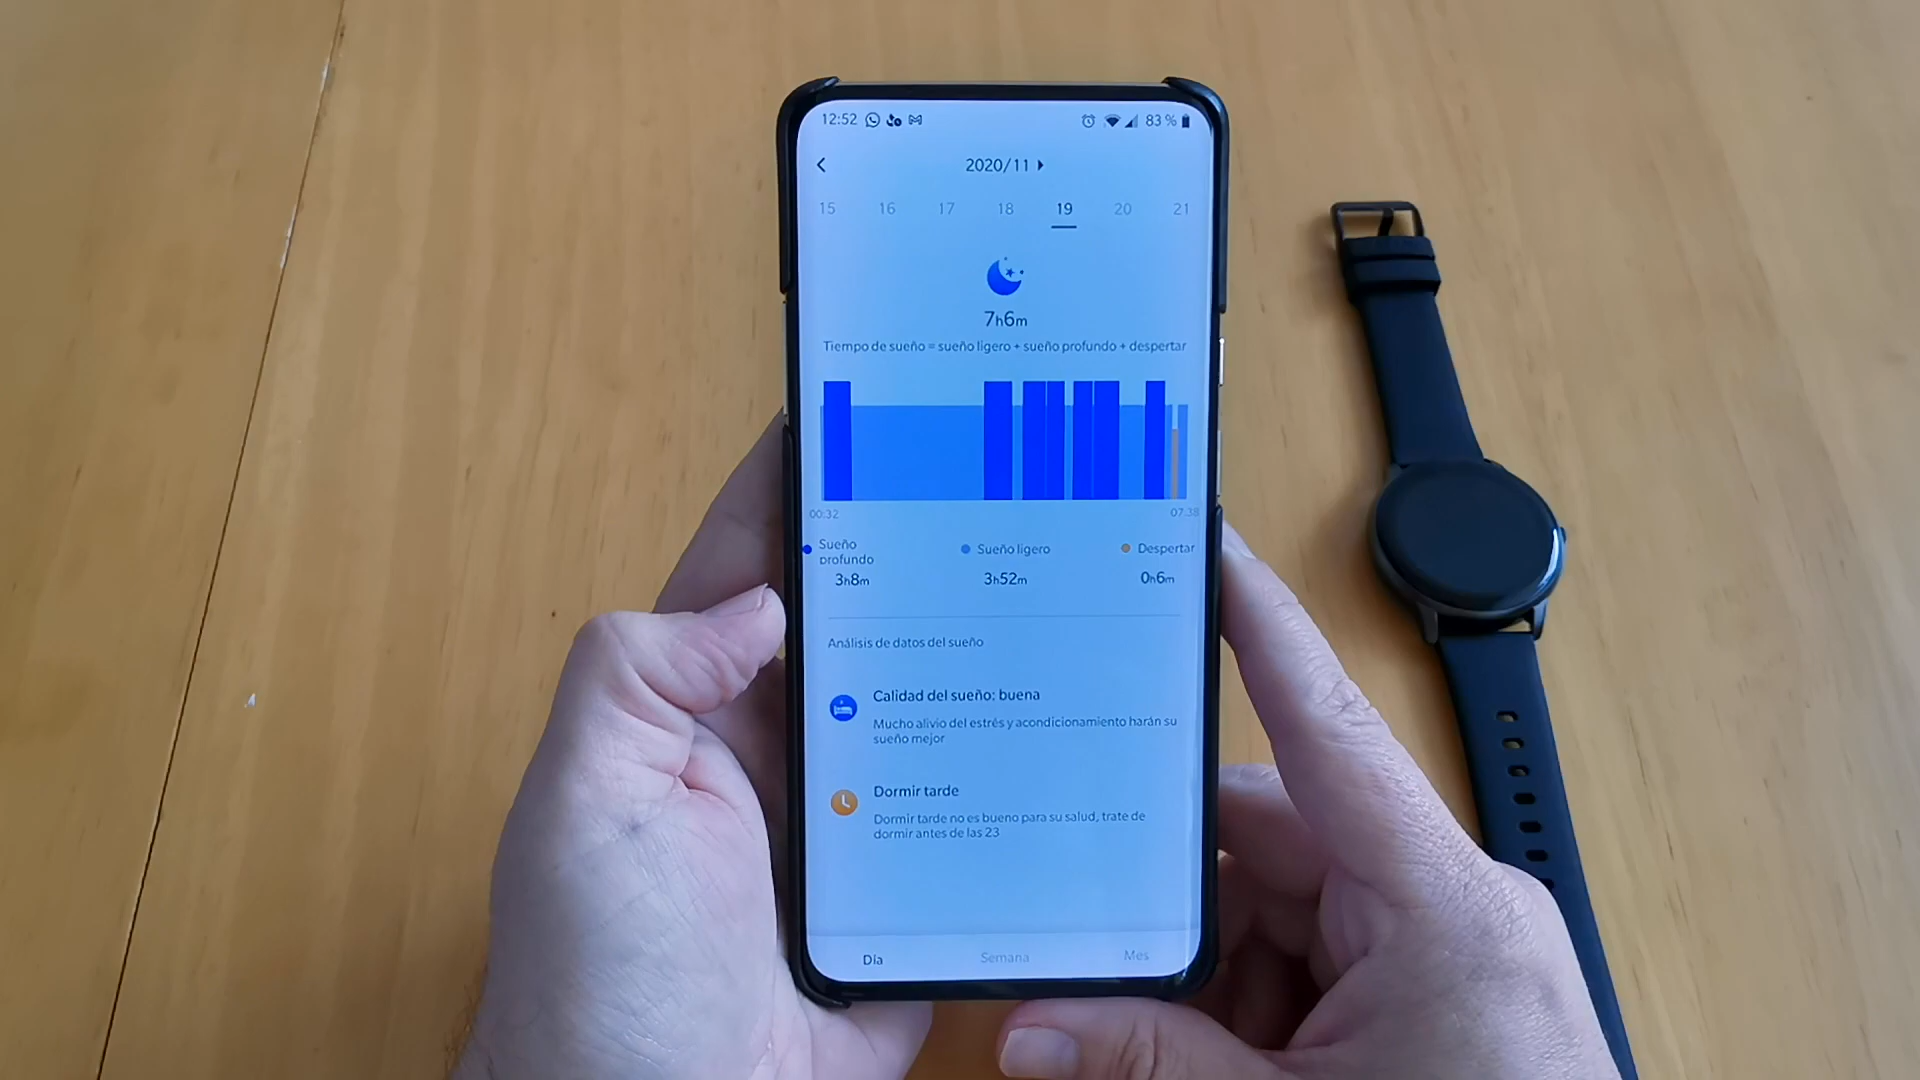 12:52 83 %
2020/11
15 16 17 18 19 20 21
7h6m
Tiempo de sueño = sueño ligero + sueño profundo + despertar
00:32 07:38
Sueño profundo
3h8m
Sueño ligero
3h52m
Despertar
0h6m
Análisis de datos del sueño
Calidad del sueño: buena
Mucho alivio del estrés y acondicionamiento harán su
sueño mejor
Dormir tarde
Dormir tarde no es bueno para su salud, trate de
dormir antes de las 23
Día Semana Mes